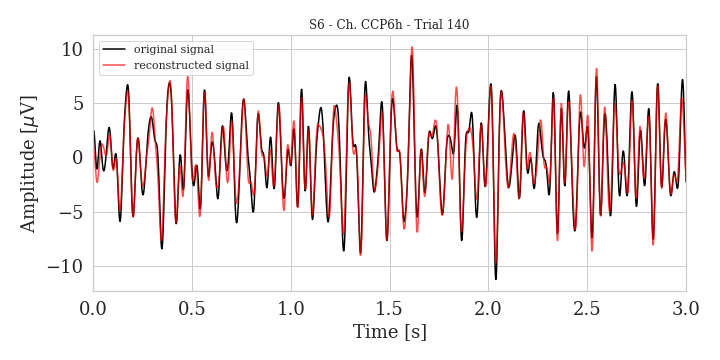 S6 - Ch. CCP6h - Trial 140
original signal
reconstructed signal
Amplitude [μV]
10
5
0
−5
−10
0.0 0.5 1.0 1.5 2.0 2.5 3.0
Time [s]